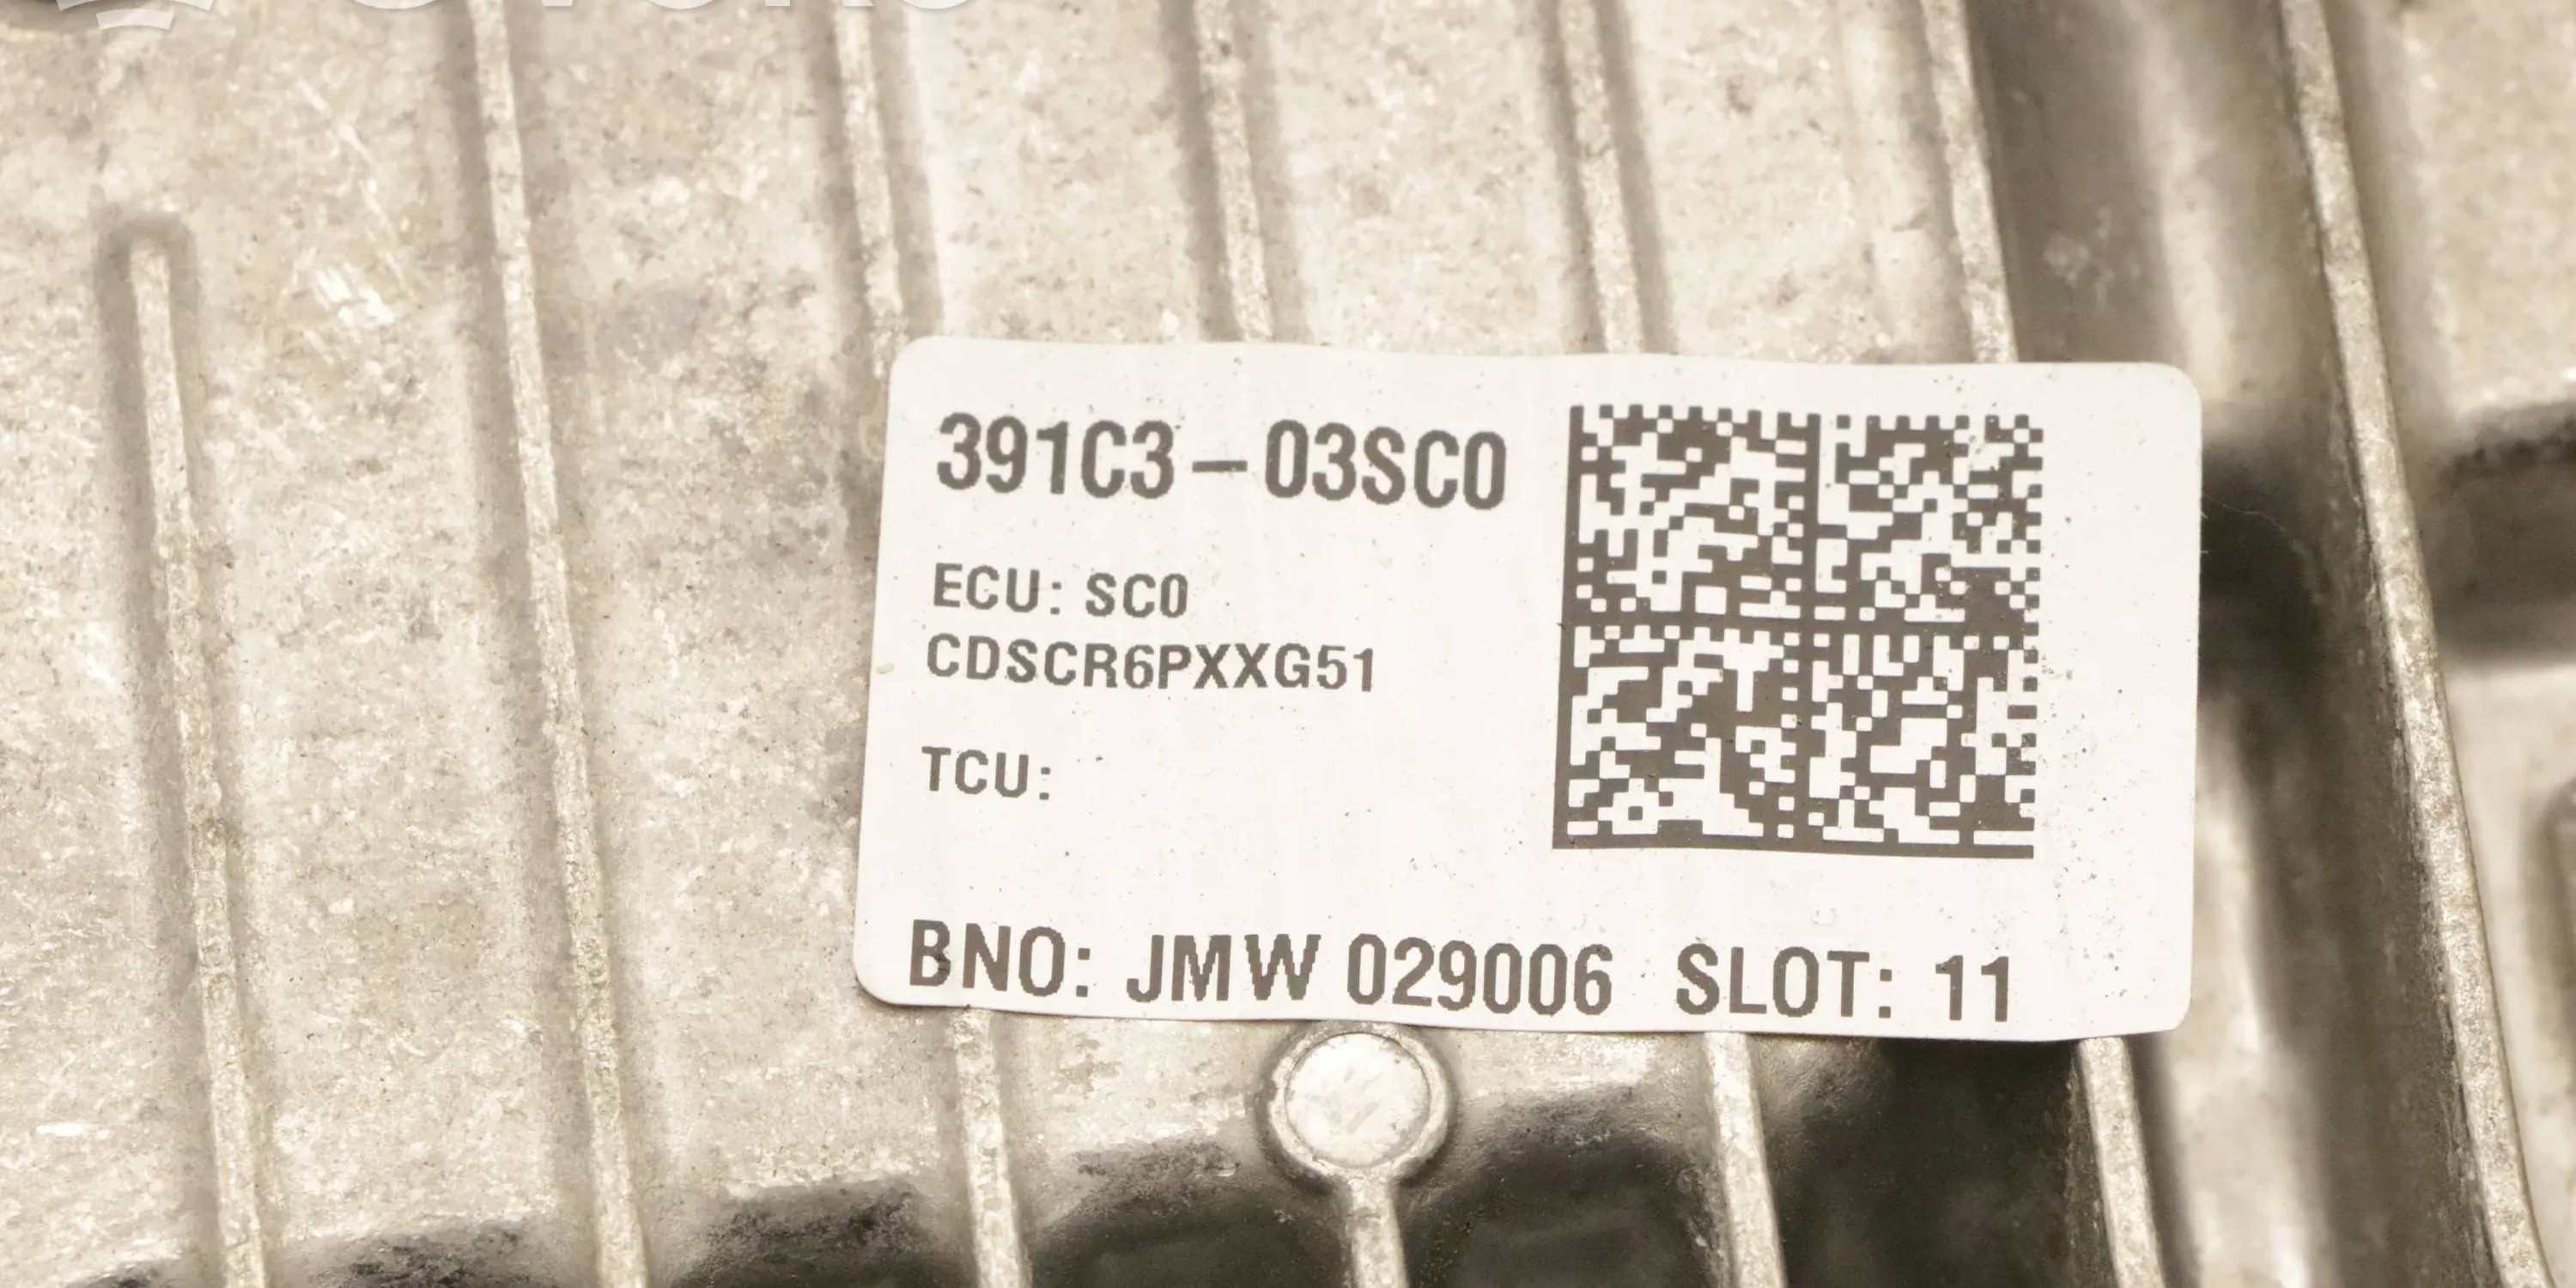 391C3-03SC0
ECU: SC0
CDSCR6PXXG51
TCU:
BNO: JMW 029006 SLOT: 11